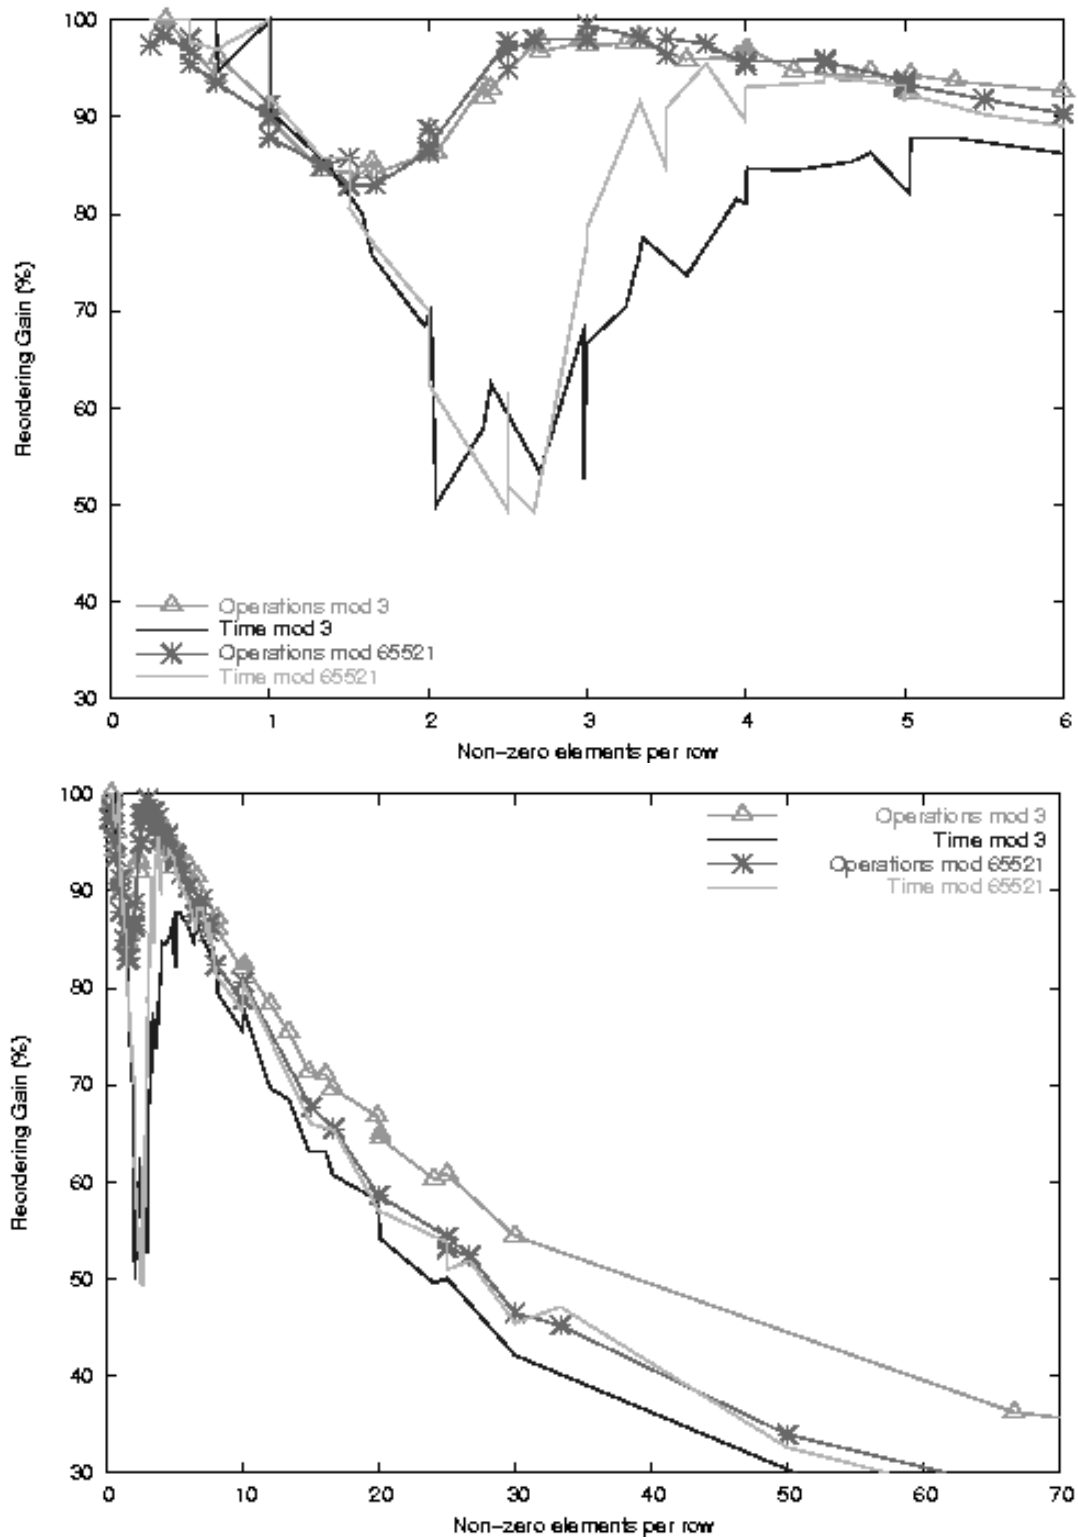 100
90
80
70
60
50
40
30
Reordering Gain (%)
Operations mod 3
Time mod 3
Operations mod 65521
Time mod 65521
0 1 2 3 4 5 6
Non-zero elements per row
100
90
80
70
60
50
40
30
Reordering Gain (%)
Operations mod 3
Time mod 3
Operations mod 65521
Time mod 65521
0 10 20 30 40 50 60 70
Non-zero elements per row